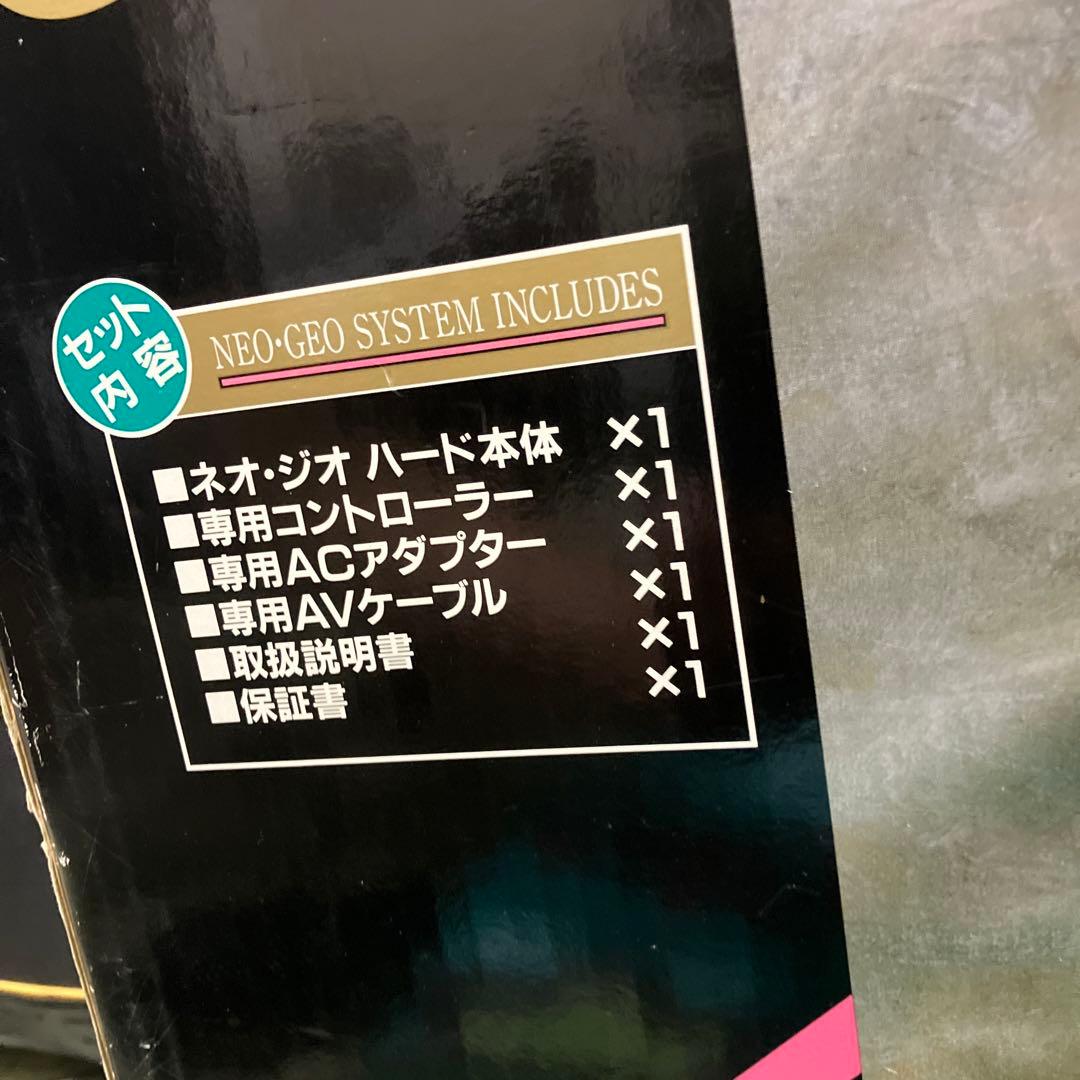 セット
内容
NEO•GEO SYSTEM INCLUDES
■ネオ・ジオ ハード本体 ×1
■専用コントローラー ×1
■専用ACアダプター ×1
■専用AVケーブル ×1
■取扱説明書 ×1
■保証書 ×1